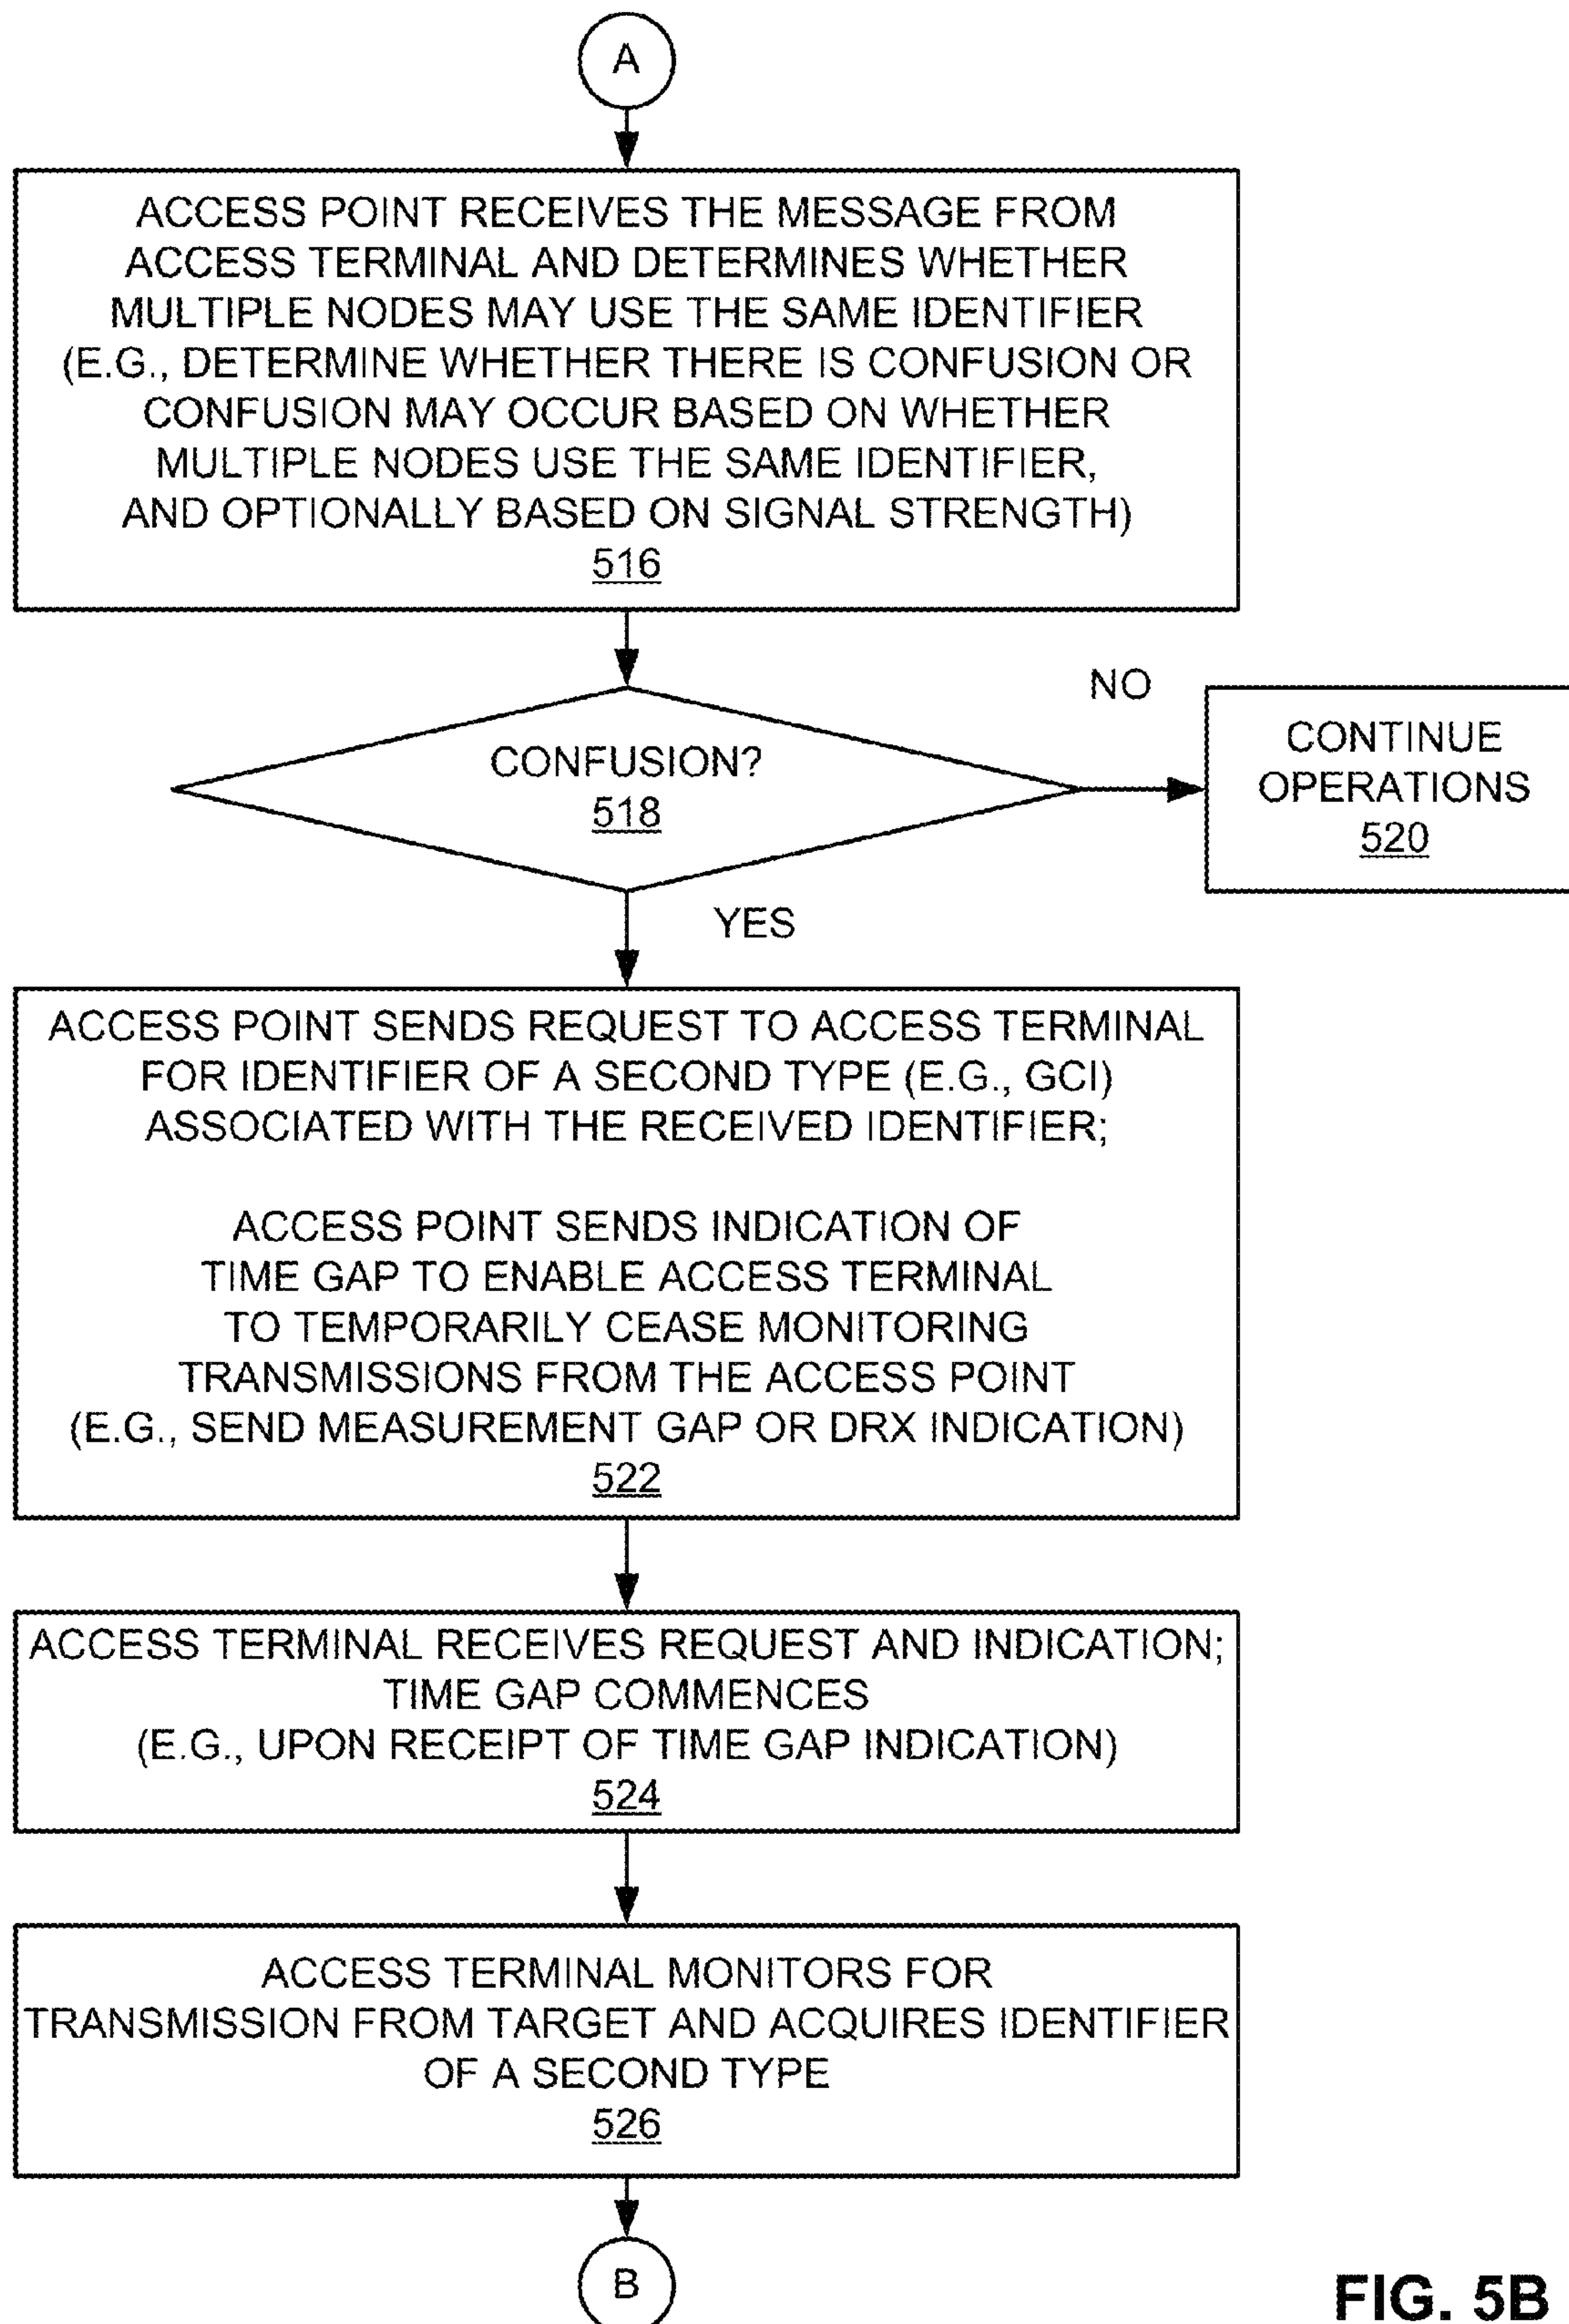 A
ACCESS POINT RECEIVES THE MESSAGE FROM
ACCESS TERMINAL AND DETERMINES WHETHER
MULTIPLE NODES MAY USE THE SAME IDENTIFIER
(E.G., DETERMINE WHETHER THERE IS CONFUSION OR
CONFUSION MAY OCCUR BASED ON WHETHER
MULTIPLE NODES USE THE SAME IDENTIFIER,
AND OPTIONALLY BASED ON SIGNAL STRENGTH)
516
CONFUSION?
518
NO
CONTINUE
OPERATIONS
520
YES
ACCESS POINT SENDS REQUEST TO ACCESS TERMINAL
FOR IDENTIFIER OF A SECOND TYPE (E.G., GCI)
ASSOCIATED WITH THE RECEIVED IDENTIFIER;
ACCESS POINT SENDS INDICATION OF
TIME GAP TO ENABLE ACCESS TERMINAL
TO TEMPORARILY CEASE MONITORING
TRANSMISSIONS FROM THE ACCESS POINT
(E.G., SEND MEASUREMENT GAP OR DRX INDICATION)
522
ACCESS TERMINAL RECEIVES REQUEST AND INDICATION;
TIME GAP COMMENCES
(E.G., UPON RECEIPT OF TIME GAP INDICATION)
524
ACCESS TERMINAL MONITORS FOR
TRANSMISSION FROM TARGET AND ACQUIRES IDENTIFIER
OF A SECOND TYPE
526
B
FIG. 5B